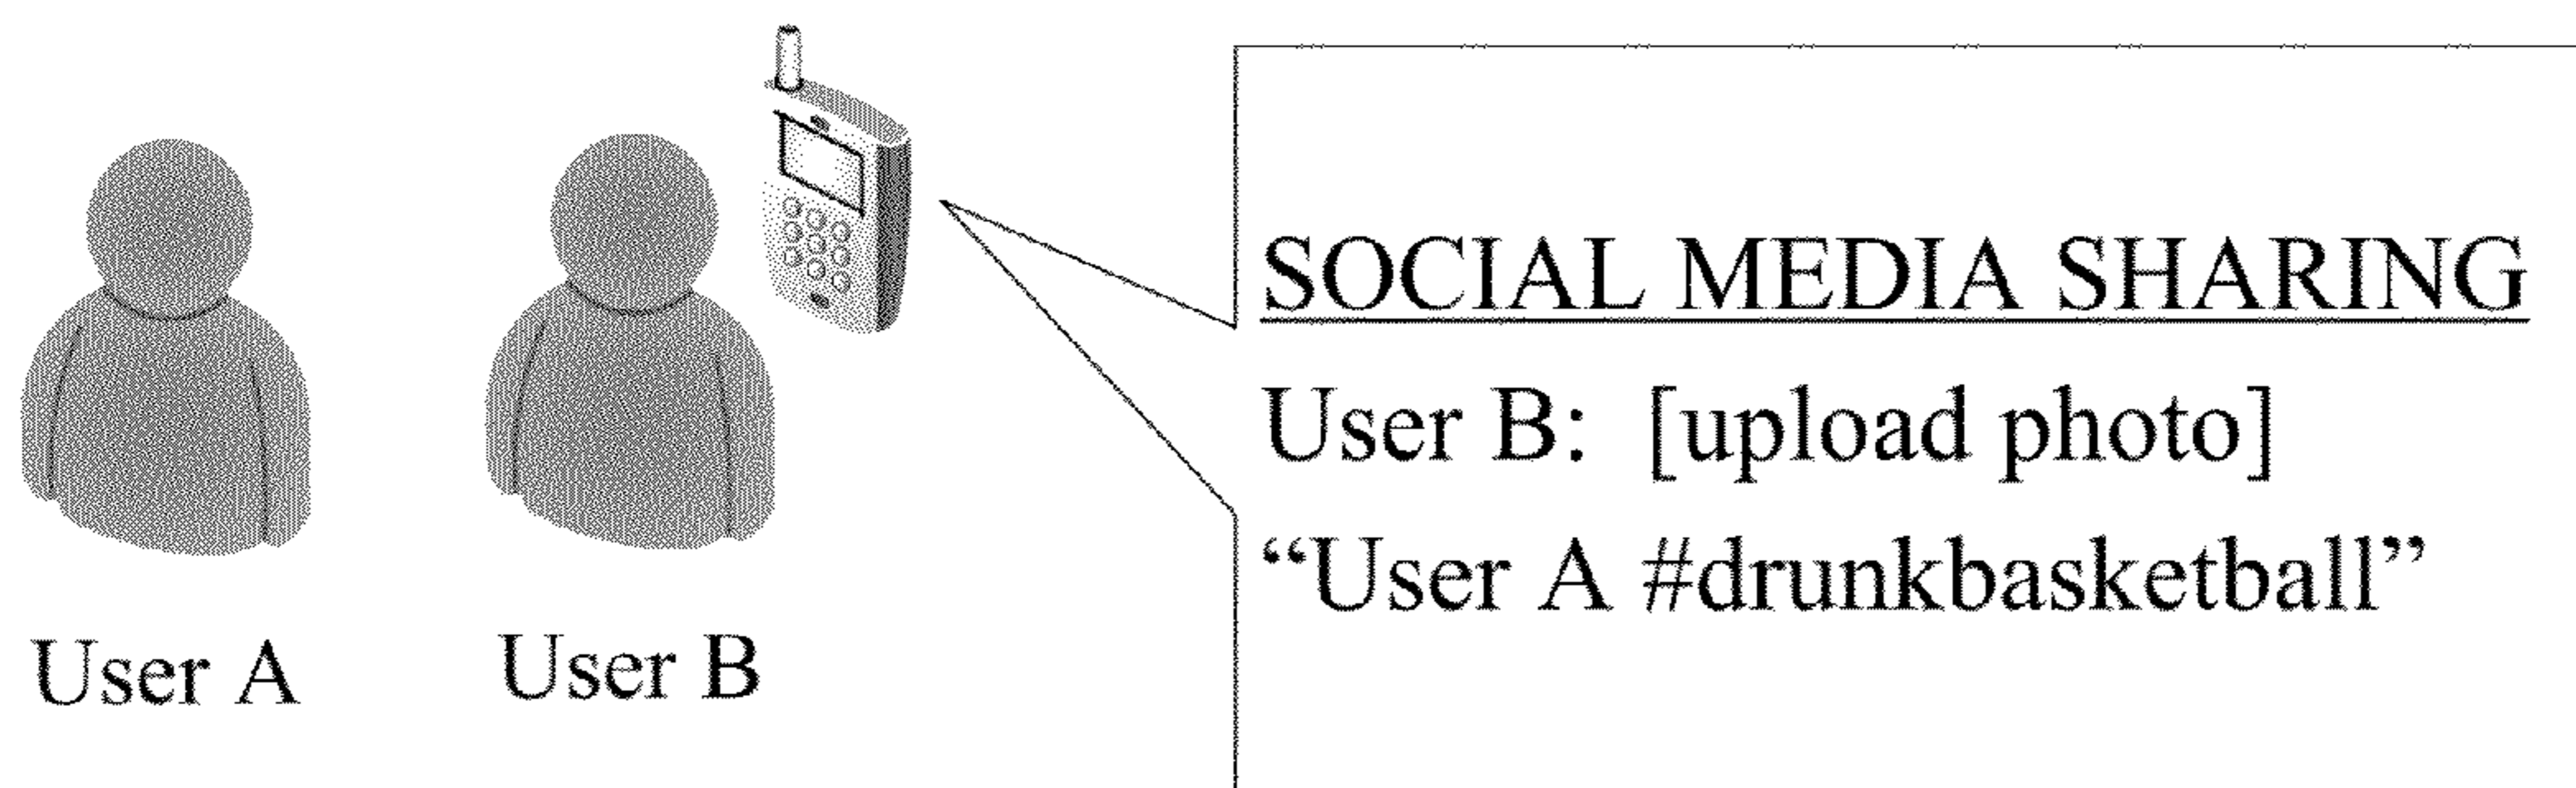 SOCIAL MEDIA SHARING
User B: [upload photo]
“User A #drunkbasketball”
User A
User B